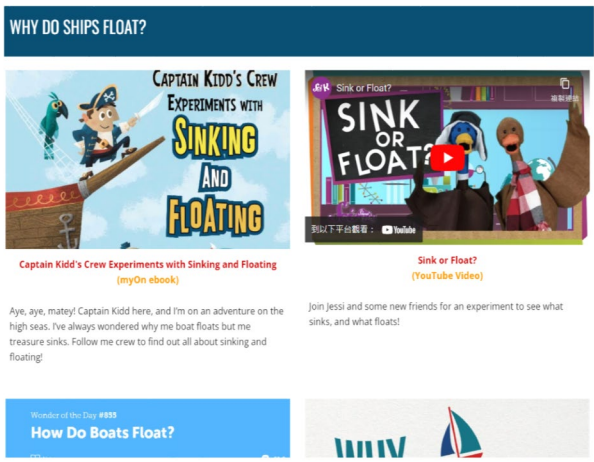 WHY DO SHIPS FLOAT?
CAPTAIN KIDD'S CREW
EXPERIMENTS WITH
SINKING
AND
FLOATING
Captain Kidd's Crew Experiments with Sinking and Floating
(myOn ebook)
Aye, aye, matey! Captain Kidd here, and I'm on an adventure on the
high seas. I've always wondered why me boat floats but me
treasure sinks. Follow me crew to find out all about sinking and
floating!
Sink or Float?
複製連結
SINK
OR
FLOAT?
到以下平台觀看： YouTube
Sink or Float?
(YouTube Video)
Join Jessi and some new friends for an experiment to see what
sinks, and what floats!
Wonder of the Day #895
How Do Boats Float?
WHY